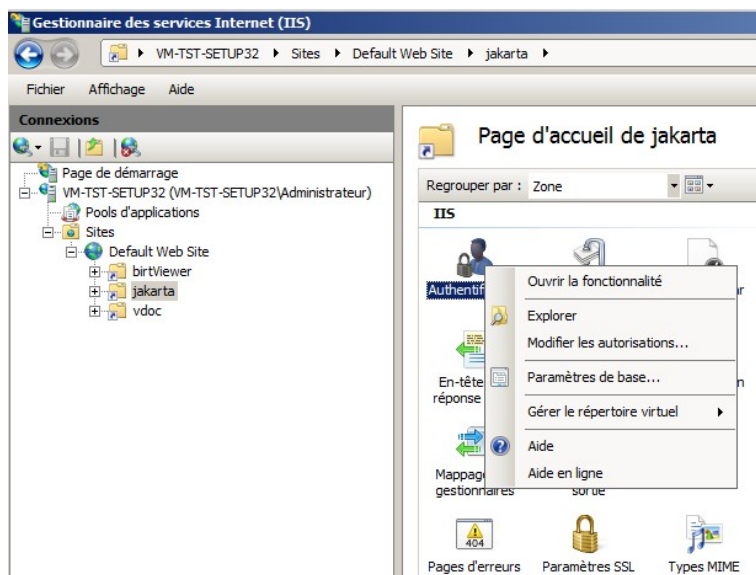 Gestionnaire des services Internet (IIS)
VM-TST-SETUP32 Sites Default Web Site jakarta
Fichier Affichage Aide
Connexions
Page de démarrage
VM-TST-SETUP32 (VM-TST-SETUP32\Administrateur)
Pools d'applications
Sites
Default Web Site
birtViewer
jakarta
vdoc
Page d'accueil de jakarta
Regrouper par : Zone
IIS
Authentif
Ouvrir la fonctionnalité
Explorer
Modifier les autorisations...
Paramètres de base...
Gérer le répertoire virtuel
Aide
Aide en ligne
En-tête
réponse
Mappag
gestionnaires
sortie
404
Pages d'erreurs Paramètres SSL Types MIME